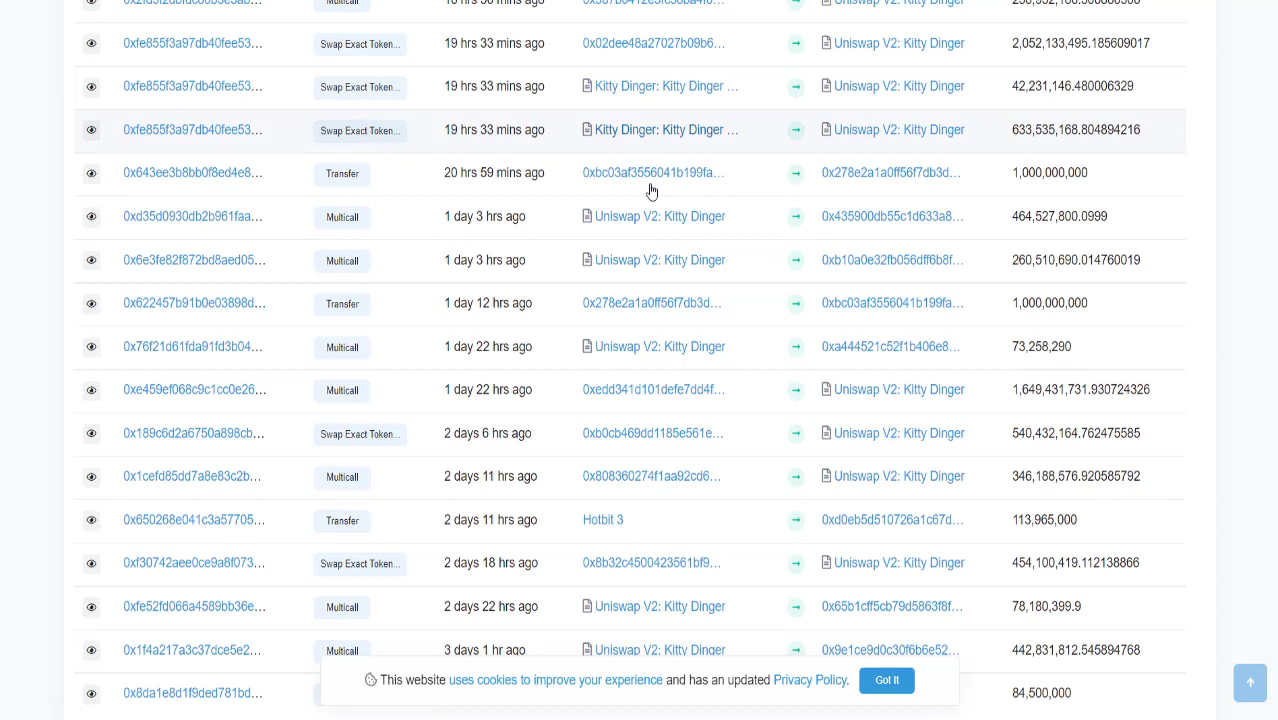 Multicall
0xfe855f3a97db40fee53... Swap Exact Token... 19 hrs 33 mins ago 0x02dee48a27027b09b6... Uniswap V2: Kitty Dinger 2,052,133,495.185609017
0xfe855f3a97db40fee53... Swap Exact Token... 19 hrs 33 mins ago Kitty Dinger: Kitty Dinger ... Uniswap V2: Kitty Dinger 42,231,146.480006329
0xfe855f3a97db40fee53... Swap Exact Token... 19 hrs 33 mins ago Kitty Dinger: Kitty Dinger ... Uniswap V2: Kitty Dinger 633,535,168.804894216
0x643ee3b8bb0f8ed4e8... Transfer 20 hrs 59 mins ago 0xbc03af3556041b199fa... 0x278e2a1a0ff56f7db3d... 1,000,000,000
0xd35d0930db2b961faa... Multicall 1 day 3 hrs ago Uniswap V2: Kitty Dinger 0x435900db55c1d633a8... 464,527,800.0999
0x6e3fe82f872bd8aed05... Multicall 1 day 3 hrs ago Uniswap V2: Kitty Dinger 0xb10a0e32fb056dff6b8f... 260,510,690.014760019
0x622457b91b0e03898d... Transfer 1 day 12 hrs ago 0x278e2a1a0ff56f7db3d... 0xbc03af3556041b199fa... 1,000,000,000
0x76f21d61fda91fd3b04... Multicall 1 day 22 hrs ago Uniswap V2: Kitty Dinger 0xa444521c52f1b406e8... 73,258,290
0xe459ef068c9c1cc0e26... Multicall 1 day 22 hrs ago 0xedd341d101defe7dd4f... Uniswap V2: Kitty Dinger 1,649,431,731.930724326
0x189c6d2a6750a898cb... Swap Exact Token... 2 days 6 hrs ago 0xb0cb469dd1185e561e... Uniswap V2: Kitty Dinger 540,432,164.762475585
0x1cefd85dd7a8e83c2b... Multicall 2 days 11 hrs ago 0x808360274f1aa92cd6... Uniswap V2: Kitty Dinger 346,188,576.920585792
0x650268e041c3a57705... Transfer 2 days 11 hrs ago Hotbit 3 0xd0eb5d510726a1c67d... 113,965,000
0xf30742aee0ce9a8f073... Swap Exact Token... 2 days 18 hrs ago 0x8b32c4500423561bf9... Uniswap V2: Kitty Dinger 454,100,419.112138866
0xfe52fd066a4589bb36e... Multicall 2 days 22 hrs ago Uniswap V2: Kitty Dinger 0x65b1cff5cb79d5863f8f... 78,180,399.9
0x1f4a217a3c37dce5e2... Multicall 3 days 1 hr ago Uniswap V2: Kitty Dinger 0x9e1ce9d0c30f6b6e52... 442,831,812.545894768
This website uses cookies to improve your experience and has an updated Privacy Policy. Got It
0x8da1e8d1f9ded781bd... 84,500,000